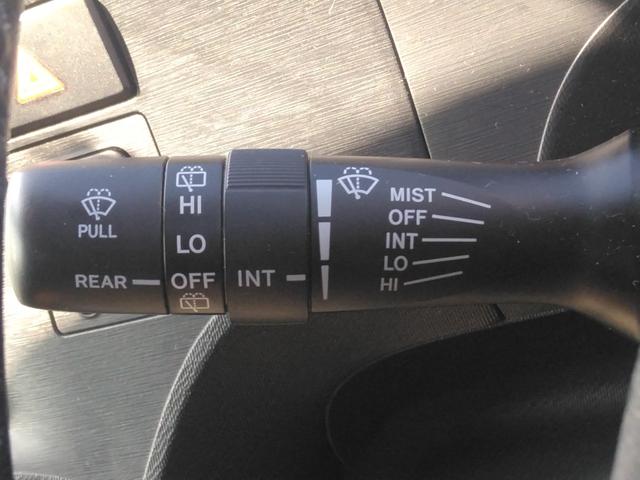 PULL
REAR
HI
LO
OFF
INT
MIST
OFF
INT
LO
HI